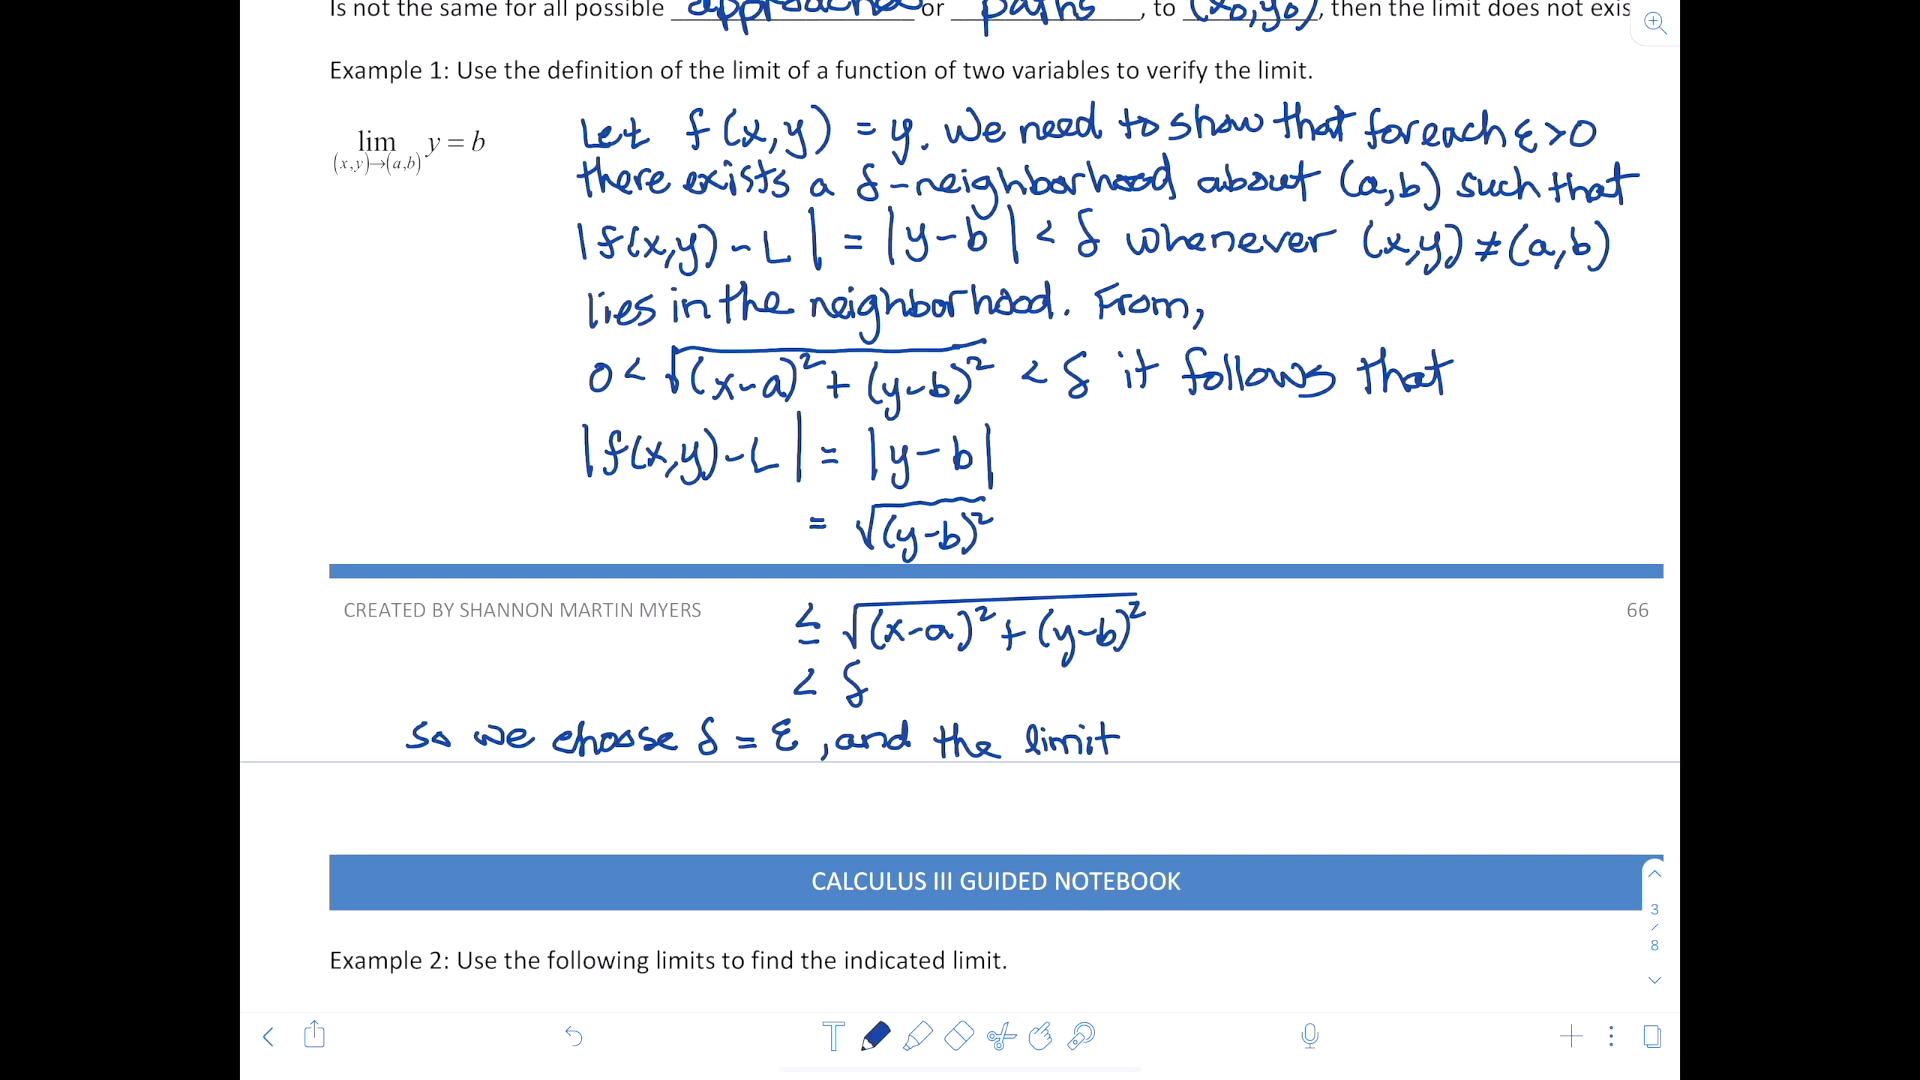 Is not the same for all possible approaches or paths, to (x₀,y₀), then the limit does not exis
Example 1: Use the definition of the limit of a function of two variables to verify the limit.
lim (x,y)→(a,b) y = b
Let f(x,y) = y. We need to show that for each ε > 0
there exists a δ-neighborhood about (a,b) such that
|f(x,y) - L| = |y-b| < δ whenever (x,y) ≠ (a,b)
lies in the neighborhood. From,
0 < √((x-a)² + (y-b)²) < δ it follows that
|f(x,y) - L| = |y-b|
= √((y-b)²)
CREATED BY SHANNON MARTIN MYERS
66
≤ √((x-a)² + (y-b)²)
< δ
So we choose δ = ε, and the limit
CALCULUS III GUIDED NOTEBOOK
3
/
8
Example 2: Use the following limits to find the indicated limit.
T